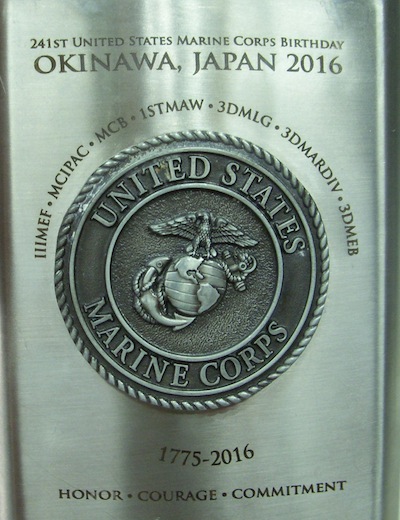 241ST UNITED STATES MARINE CORPS BIRTHDAY
OKINAWA, JAPAN 2016
IIIMEF • MCIPAC • MCB • 1STMAW • 3DMLG • 3DMARDIV • 3DMEB
UNITED STATES
MARINE CORPS
1775-2016
HONOR • COURAGE • COMMITMENT